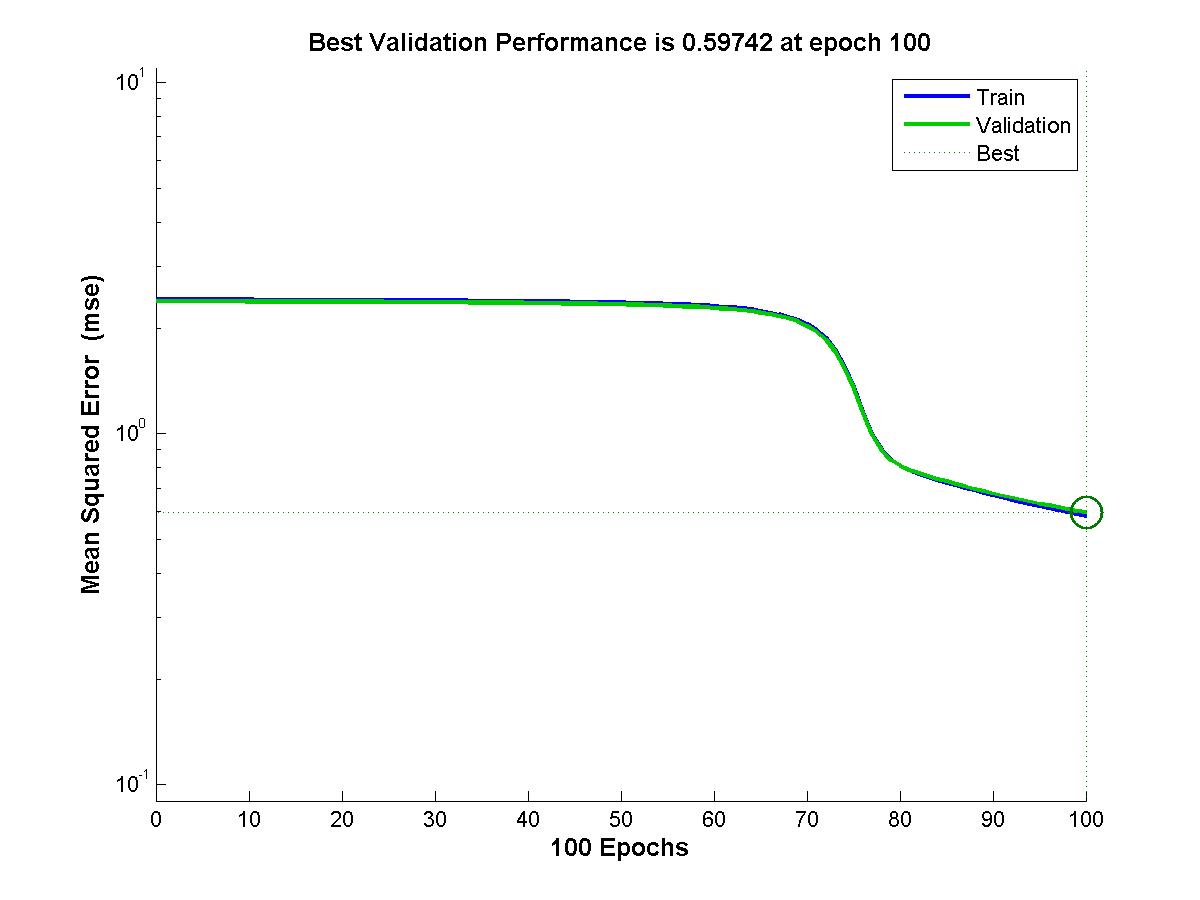 Best Validation Performance is 0.59742 at epoch 100
10^1
10^0
10^-1
Mean Squared Error (mse)
Train
Validation
Best
0 10 20 30 40 50 60 70 80 90 100
100 Epochs